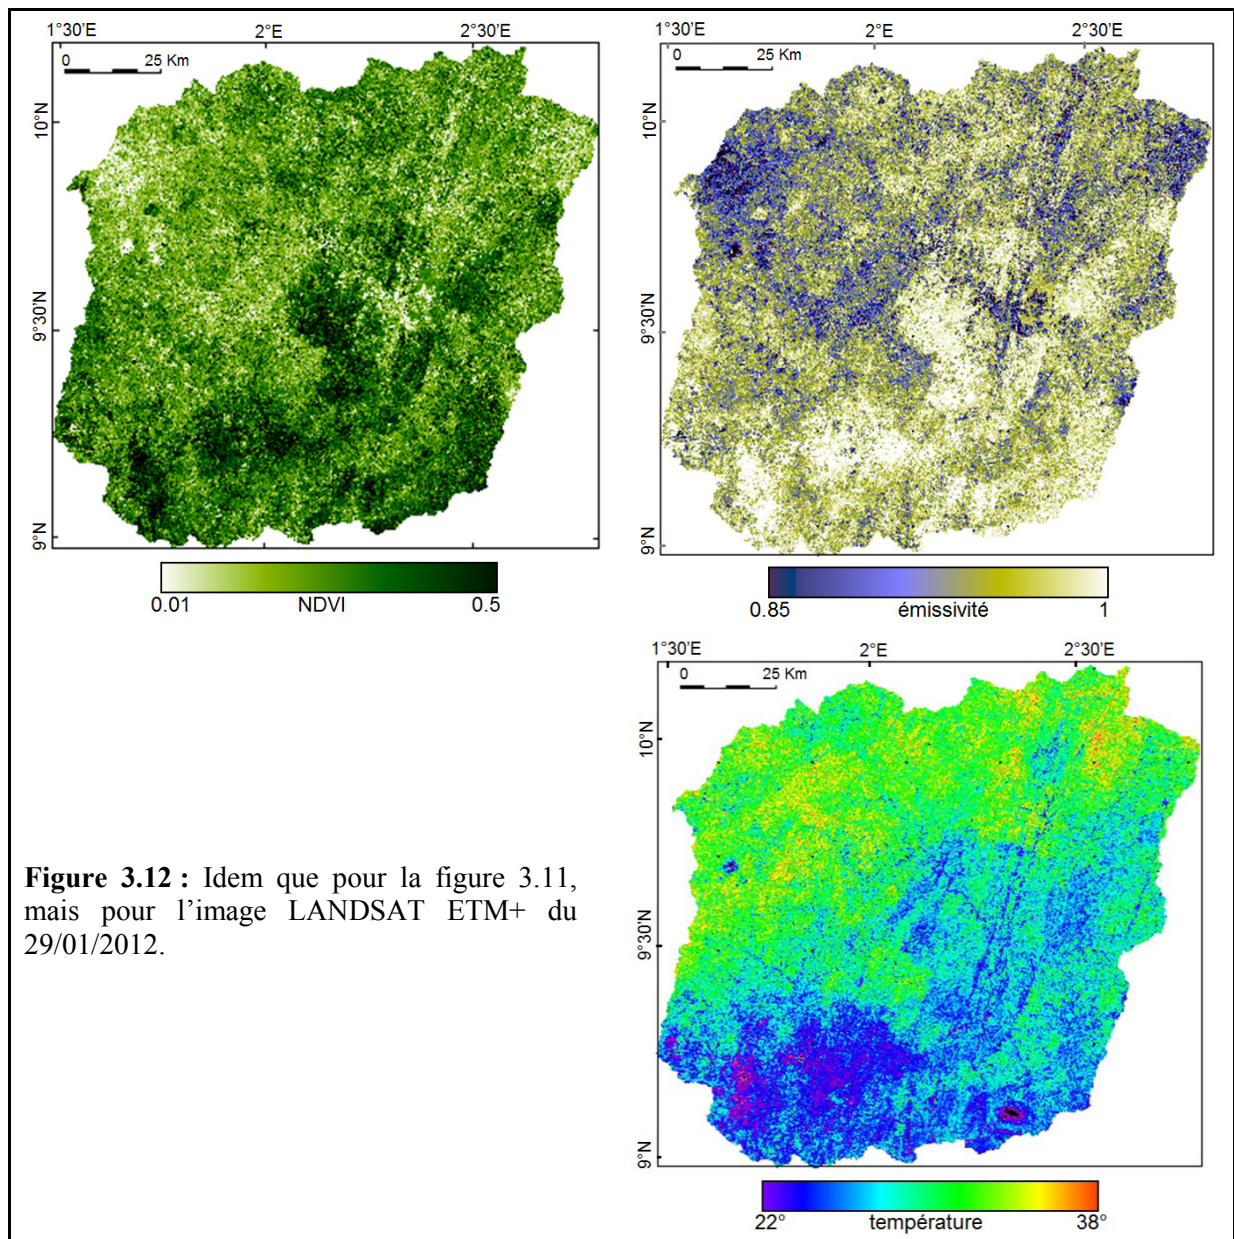 1°30'E 2°E 2°30'E
0 25 Km
10°N
9°30'N
9°N
0.01 NDVI 0.5
1°30'E 2°E 2°30'E
0 25 Km
10°N
9°30'N
9°N
0.85 émissivité 1
1°30'E 2°E 2°30'E
0 25 Km
10°N
9°30'N
9°N
22° température 38°
Figure 3.12 : Idem que pour la figure 3.11,
mais pour l’image LANDSAT ETM+ du
29/01/2012.